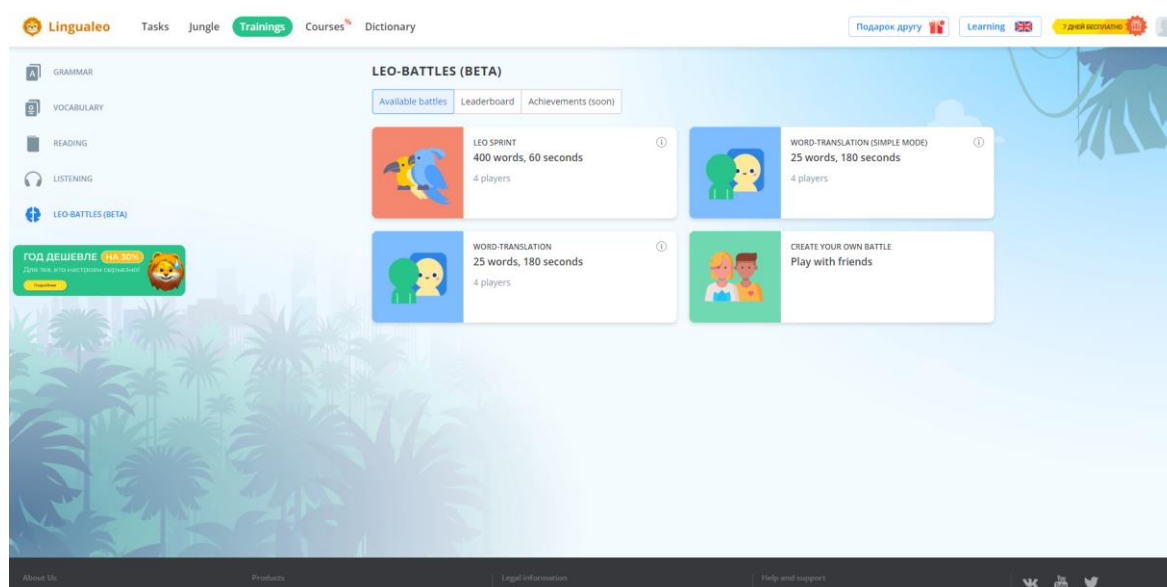 Lingualeo
Tasks
Jungle
Trainings
Courses%
Dictionary
Подарок другу
Learning
7 ДНЕЙ БЕСПЛАТНО
GRAMMAR
VOCABULARY
READING
LISTENING
LEO-BATTLES (BETA)
ГОД ДЕШЕВЛЕ НА 30%
Для тех, кто настроен серьезно!
LEO-BATTLES (BETA)
Available battles
Leaderboard
Achievements (soon)
LEO SPRINT
400 words, 60 seconds
4 players
WORD-TRANSLATION (SIMPLE MODE)
25 words, 180 seconds
4 players
WORD-TRANSLATION
25 words, 180 seconds
4 players
CREATE YOUR OWN BATTLE
Play with friends
About Us
Products
Legal information
Help and support